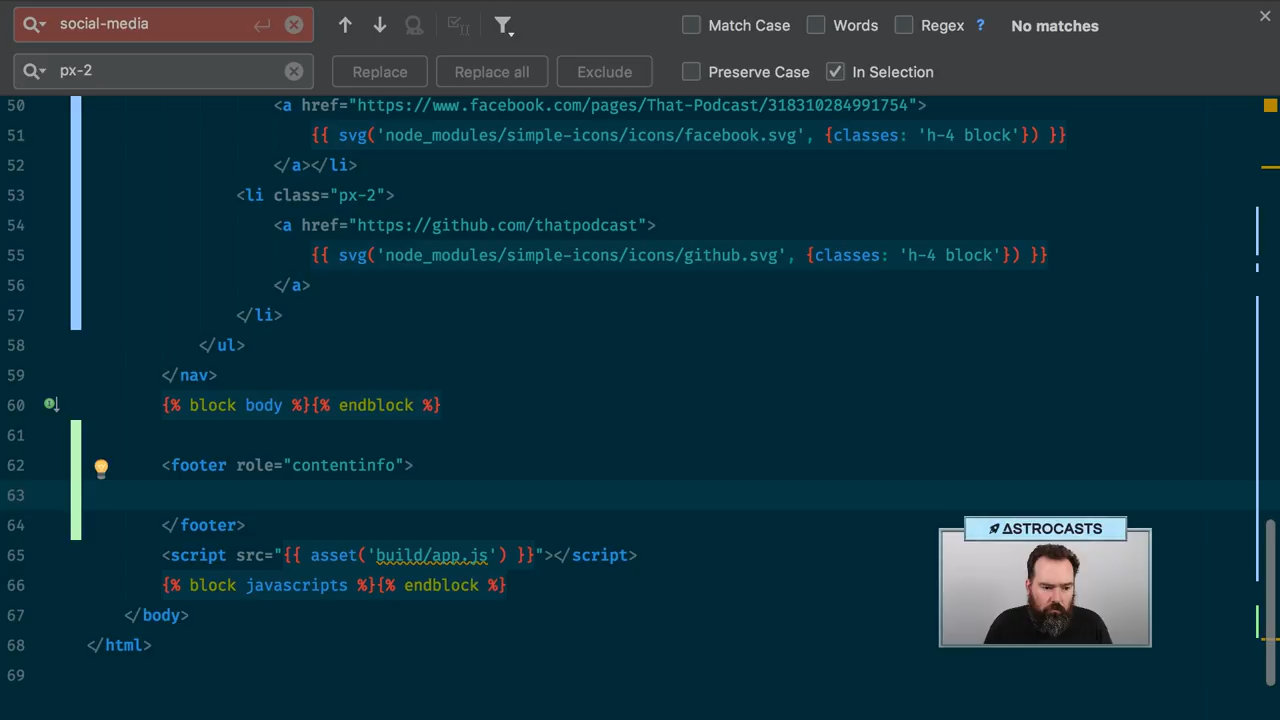 social-media
Match Case Words Regex ? No matches
px-2
Replace Replace all Exclude Preserve Case In Selection
50 <a href="https://www.facebook.com/pages/That-Podcast/318310284991754">
51 {{ svg('node_modules/simple-icons/icons/facebook.svg', {classes: 'h-4 block'}) }}
52 </a></li>
53 <li class="px-2">
54 <a href="https://github.com/thatpodcast">
55 {{ svg('node_modules/simple-icons/icons/github.svg', {classes: 'h-4 block'}) }}
56 </a>
57 </li>
58 </ul>
59 </nav>
60 {% block body %}{% endblock %}
61
62 <footer role="contentinfo">
63
64 </footer>
65 <script src="{{ asset('build/app.js') }}"></script>
66 {% block javascripts %}{% endblock %}
67 </body>
68 </html>
69
ASTROCASTS